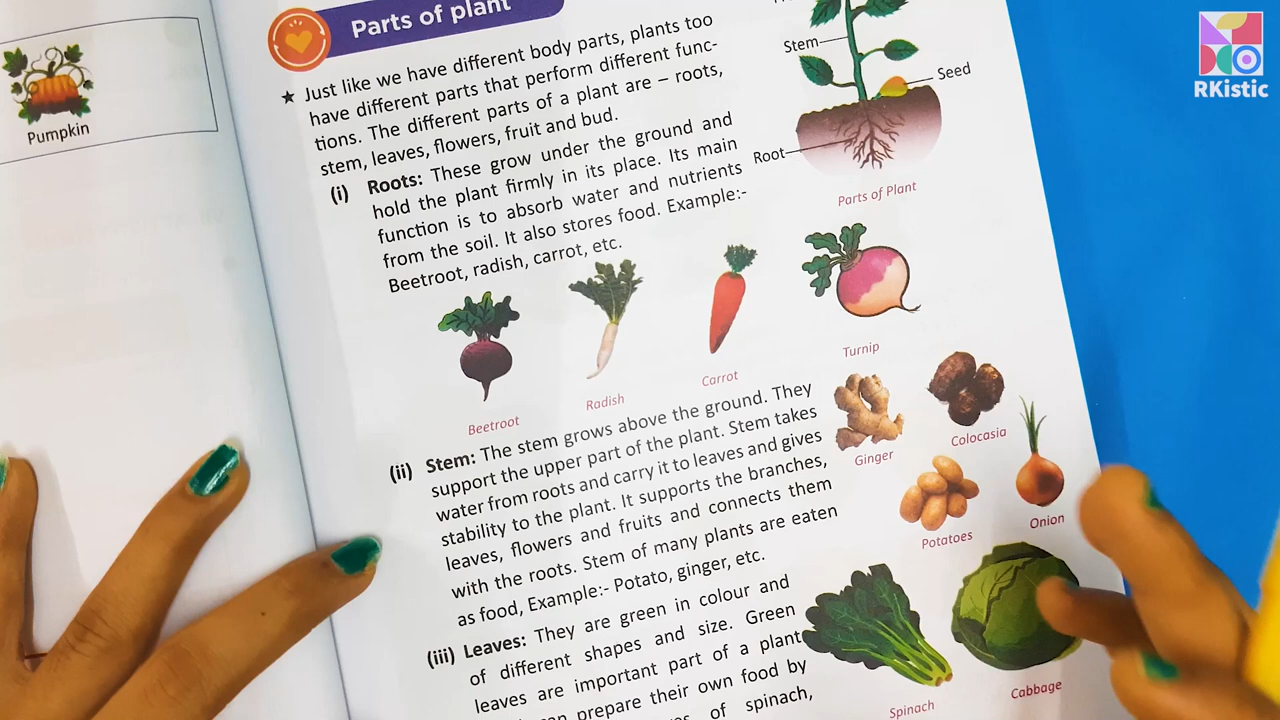 Pumpkin
Parts of plant
★ Just like we have different body parts, plants too
have different parts that perform different func-
tions. The different parts of a plant are – roots,
stem, leaves, flowers, fruit and bud.
(i) Roots: These grow under the ground and
hold the plant firmly in its place. Its main
function is to absorb water and nutrients
from the soil. It also stores food. Example:-
Beetroot, radish, carrot, etc.
Stem
Seed
Root
Parts of Plant
Beetroot
Radish
Carrot
Turnip
(ii) Stem: The stem grows above the ground. They
support the upper part of the plant. Stem takes
water from roots and carry it to leaves and gives
stability to the plant. It supports the branches,
leaves, flowers and fruits and connects them
with the roots. Stem of many plants are eaten
as food, Example:- Potato, ginger, etc.
Ginger
Colocasia
Potatoes
Onion
(iii) Leaves: They are green in colour and
of different shapes and size. Green
leaves are important part of a plant
can prepare their own food by
of spinach,
Spinach
Cabbage
RKistic